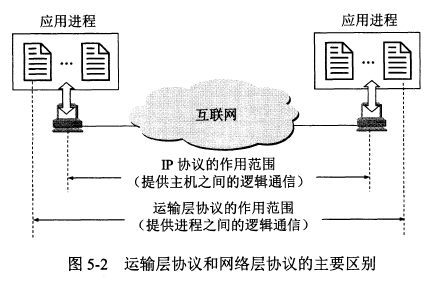 应用进程
应用进程
...
...
互联网
IP 协议的作用范围
(提供主机之间的逻辑通信)
运输层协议的作用范围
(提供进程之间的逻辑通信)
图 5-2 运输层协议和网络层协议的主要区别